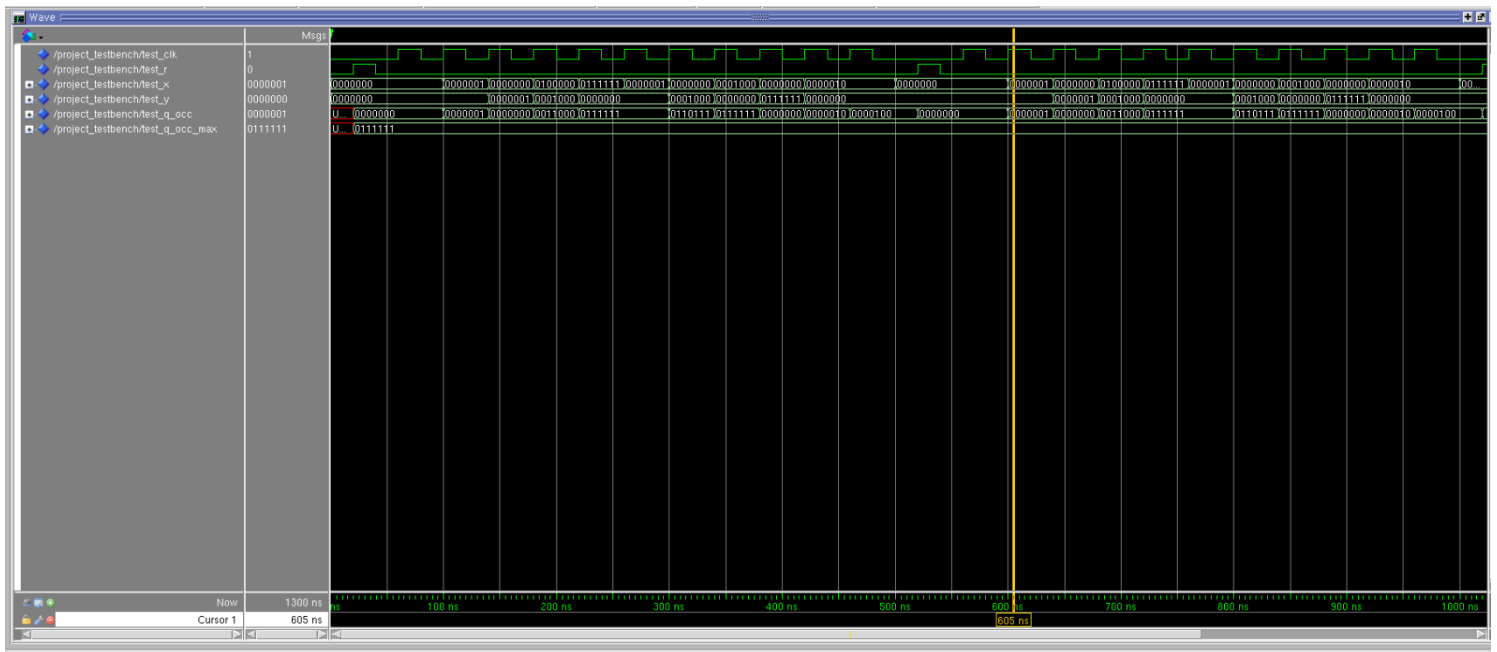 Wave
Msgs
/project_testbench/test_clk 1
/project_testbench/test_r 0
/project_testbench/test_x 0000001 0000000 0000001 0000000 0100000 0111111 0000001 0000000 0001000 0000000 0000010 0000000 0000001 0000000 0100000 0111111 0000001 0000000 0001000 0000000 0000010 00...
/project_testbench/test_y 0000000 0000000 0000001 0001000 0000000 0001000 0000000 0111111 0000000 0000001 0001000 0000000 0001000 0000000 0111111 0000000
/project_testbench/test_q_occ 0000001 U... 0000000 0000001 0000000 0011000 0111111 0110111 0111111 0000000 0000010 0000100 0000000 0000001 0000000 0011000 0111111 0110111 0111111 0000000 0000010 0000100
/project_testbench/test_q_occ_max 0111111 U... 0111111
Now 1300 ns ns 100 ns 200 ns 300 ns 400 ns 500 ns 600 ns 700 ns 800 ns 900 ns 1000 ns
Cursor 1 605 ns 605 ns